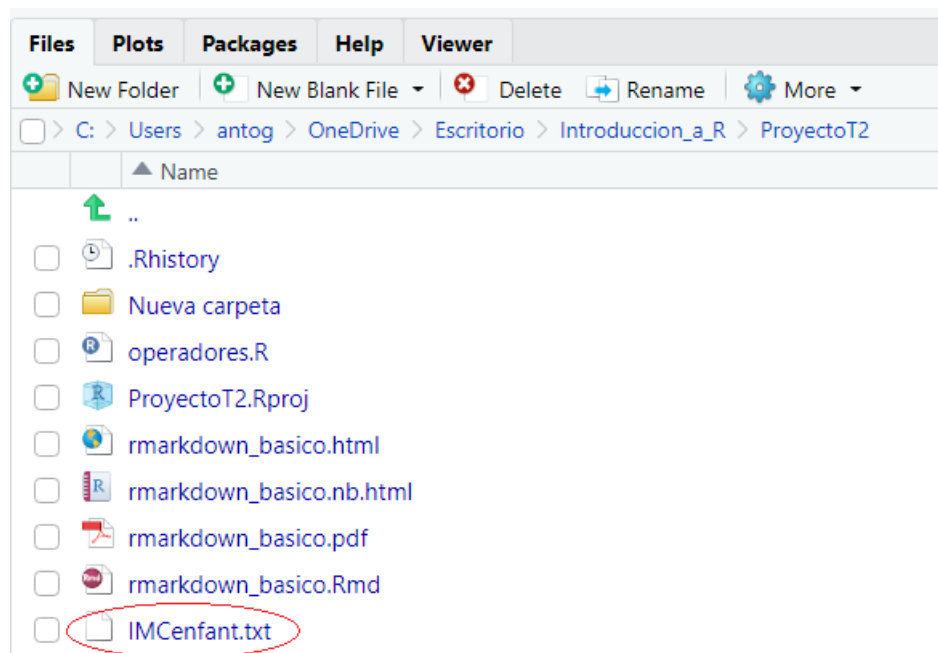 Files Plots Packages Help Viewer
New Folder New Blank File Delete Rename More
C: > Users > antog > OneDrive > Escritorio > Introduccion_a_R > ProyectoT2
Name
..
.Rhistory
Nueva carpeta
R operadores.R
R ProyectoT2.Rproj
rmarkdown_basico.html
R rmarkdown_basico.nb.html
rmarkdown_basico.pdf
Rmd rmarkdown_basico.Rmd
IMCenfant.txt